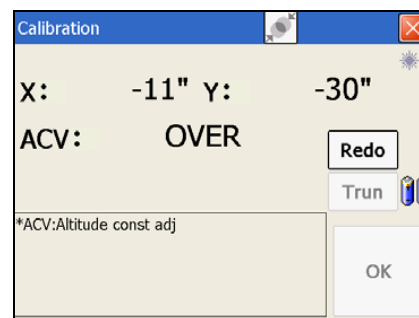 Calibration
X: -11" Y: -30"
ACV: OVER
Redo
Trun
*ACV:Altitude const adj
OK